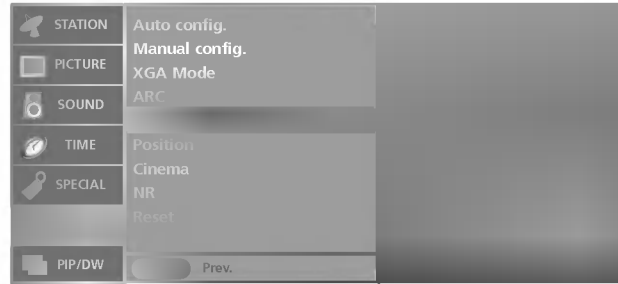 STATION
PICTURE
SOUND
TIME
SPECIAL
PIP/DW
Auto config.
Manual config.
XGA Mode
ARC
Position
Cinema
NR
Reset
Prev.